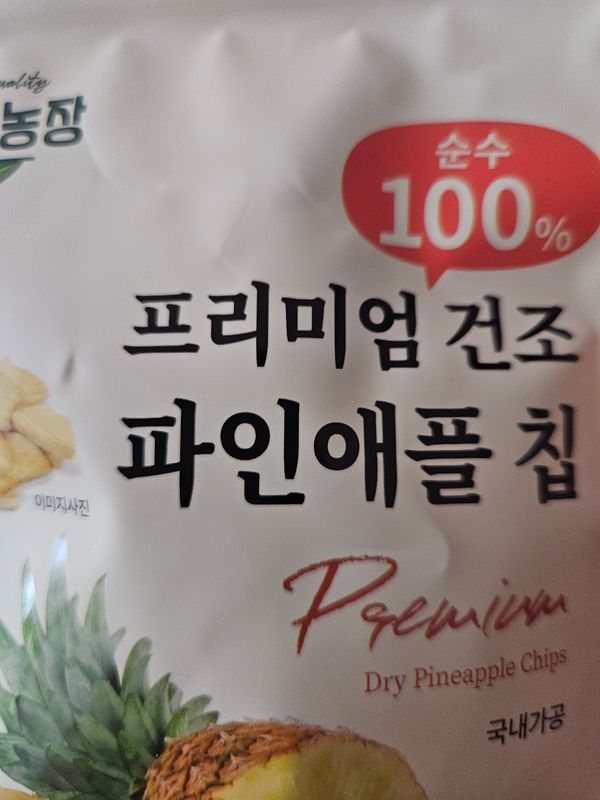 농장
순수
100%
프리미엄 건조
파인애플 칩
이미지사진
Premium
Dry Pineapple Chips
국내가공